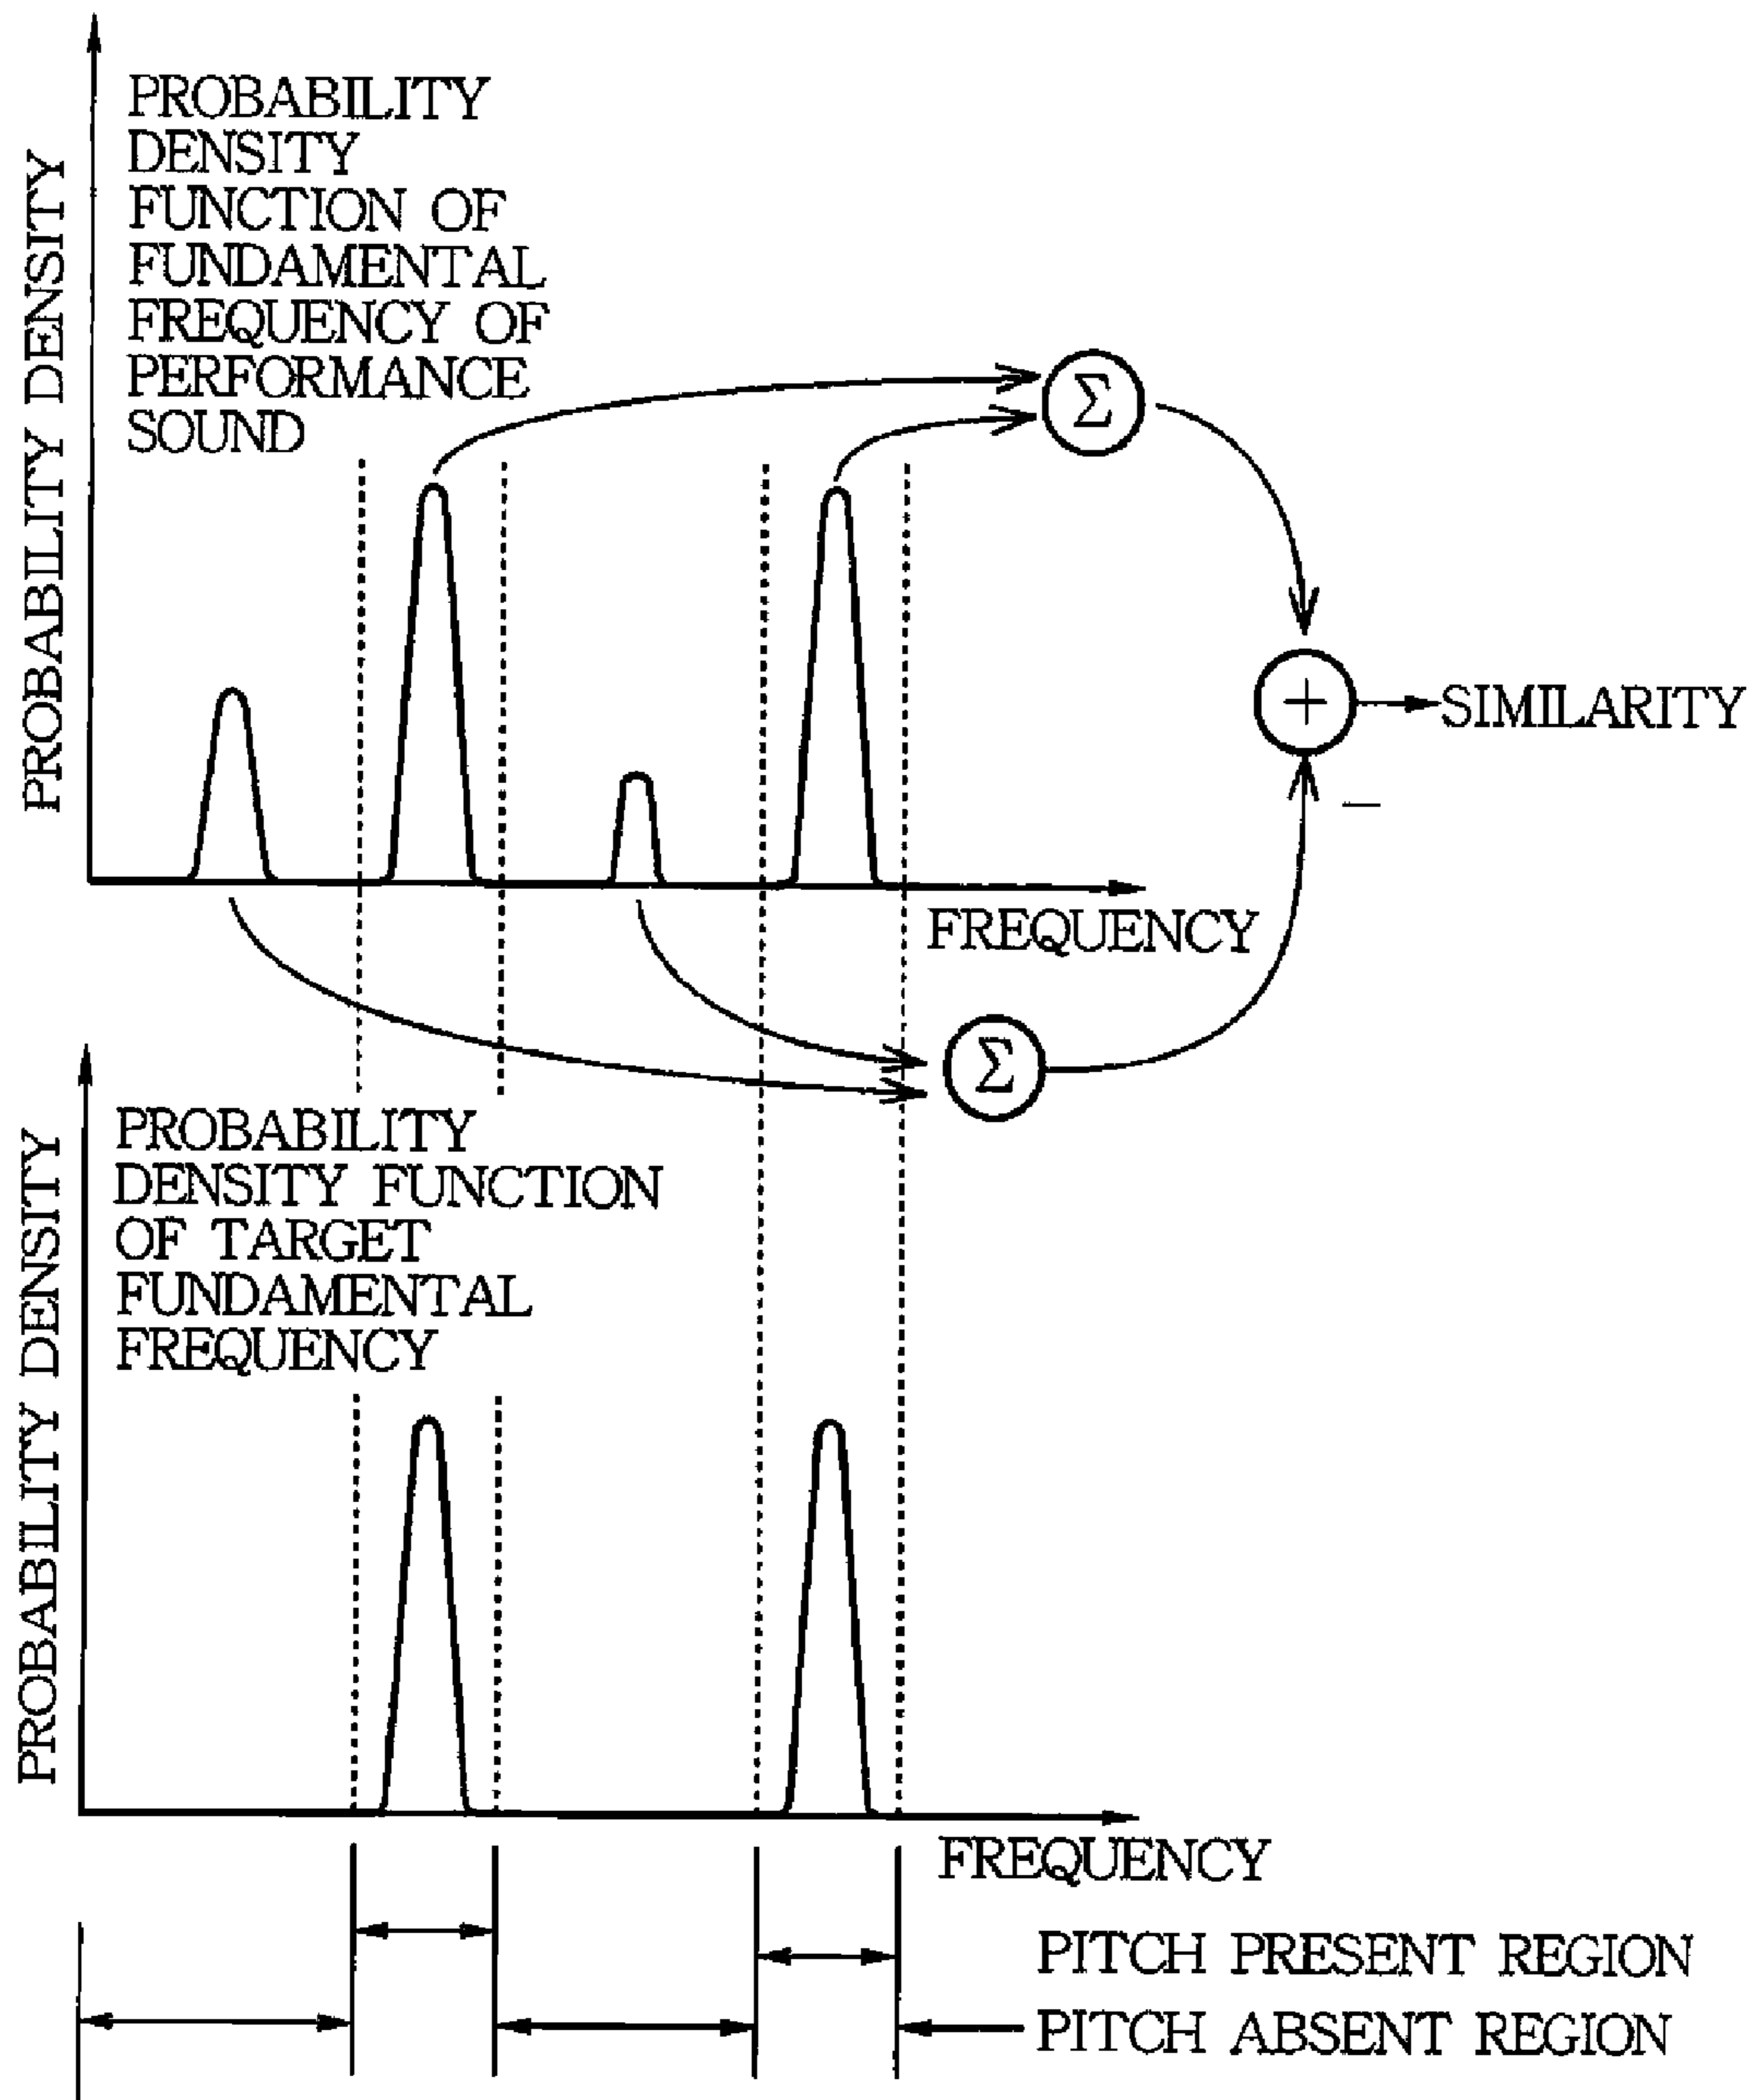 PROBABILITY DENSITY
PROBABILITY
DENSITY
FUNCTION OF
FUNDAMENTAL
FREQUENCY OF
PERFORMANCE
SOUND
Σ
+
SIMILARITY
−
FREQUENCY
Σ
PROBABILITY DENSITY
PROBABILITY
DENSITY FUNCTION
OF TARGET
FUNDAMENTAL
FREQUENCY
FREQUENCY
PITCH PRESENT REGION
PITCH ABSENT REGION